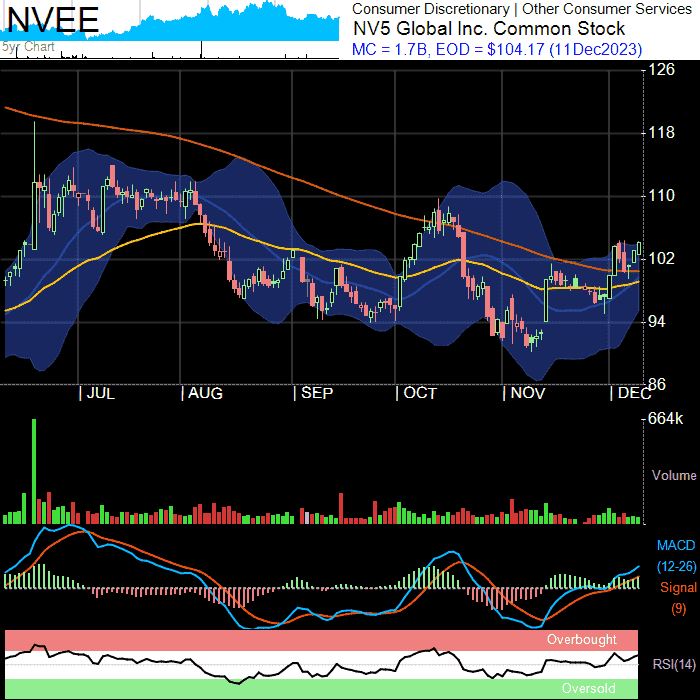 NVEE
5yr Chart
Consumer Discretionary | Other Consumer Services
NV5 Global Inc. Common Stock
MC = 1.7B, EOD = $104.17 (11Dec2023)
126
118
110
102
94
86
| JUL | AUG | SEP | OCT | NOV | DEC
664k
Volume
MACD
(12-26)
Signal
(9)
Overbought
RSI(14)
Oversold